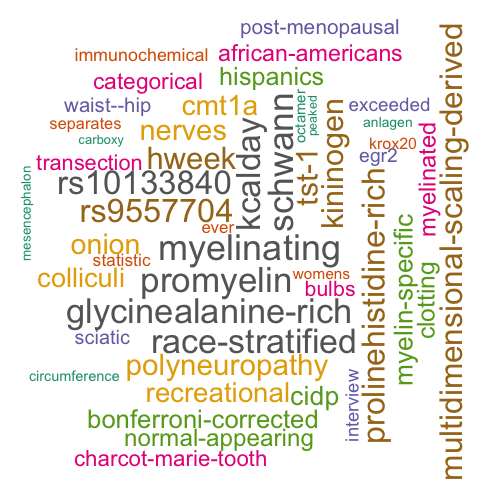 post-menopausal
immunochemical
african-americans
categorical
hispanics
waist--hip
cmt1a
octamer
peaked
exceeded
separates
carboxy
nerves
anlagen
krox20
transection
hweek
kcalday
schwann
tst-1
kininogen
egr2
myelinated
multidimensional-scaling-derived
mesencephalon
rs10133840
rs9557704
ever
onion
myelinating
statistic
colliculi
promyelin
womens
bulbs
prolinehistidine-rich
myelin-specific
clotting
glycinealanine-rich
sciatic
race-stratified
circumference
polyneuropathy
recreational
cidp
interview
bonferroni-corrected
normal-appearing
charcot-marie-tooth